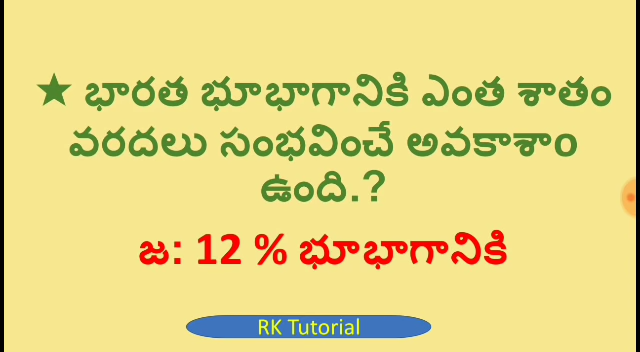 ★ భారత భూభాగానికి ఎంత శాతం
వరదలు సంభవించే అవకాశాం
ఉంది.?
జ: 12 % భూభాగానికి
RK Tutorial